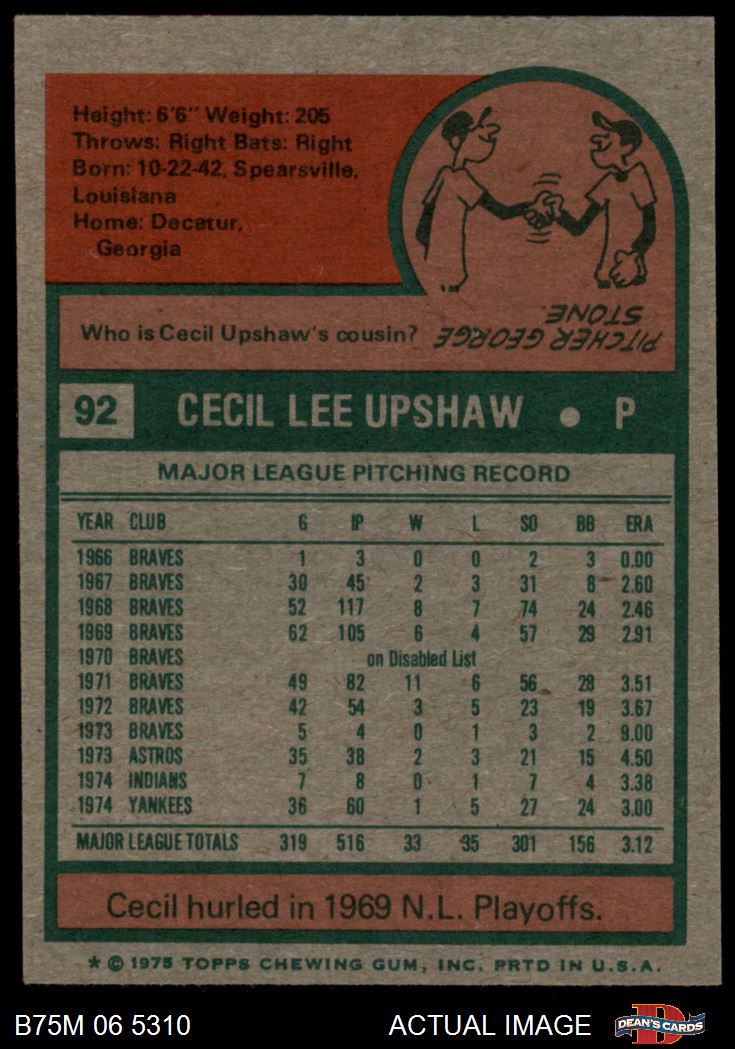 Height: 6'6" Weight: 205
Throws: Right Bats: Right
Born: 10-22-42, Spearsville,
Louisiana
Home: Decatur,
Georgia
Who is Cecil Upshaw's cousin?
PITCHER GEORGE
STONE.
92 CECIL LEE UPSHAW • P
MAJOR LEAGUE PITCHING RECORD
YEAR CLUB G IP W L SO BB ERA
1966 BRAVES 1 3 0 0 2 3 0.00
1967 BRAVES 30 45 2 3 31 8 2.60
1968 BRAVES 52 117 8 7 74 24 2.46
1969 BRAVES 62 105 6 4 57 29 2.91
1970 BRAVES on Disabled List
1971 BRAVES 49 82 11 6 56 28 3.51
1972 BRAVES 42 54 3 5 23 19 3.67
1973 BRAVES 5 4 0 1 3 2 9.00
1973 ASTROS 35 38 2 3 21 15 4.50
1974 INDIANS 7 8 0 1 7 4 3.38
1974 YANKEES 36 60 1 5 27 24 3.00
MAJOR LEAGUE TOTALS 319 516 33 35 301 156 3.12
Cecil hurled in 1969 N.L. Playoffs.
* © 1975 TOPPS CHEWING GUM, INC. PRTD IN U.S.A.
B75M 06 5310 ACTUAL IMAGE
D
DEAN'S CARDS